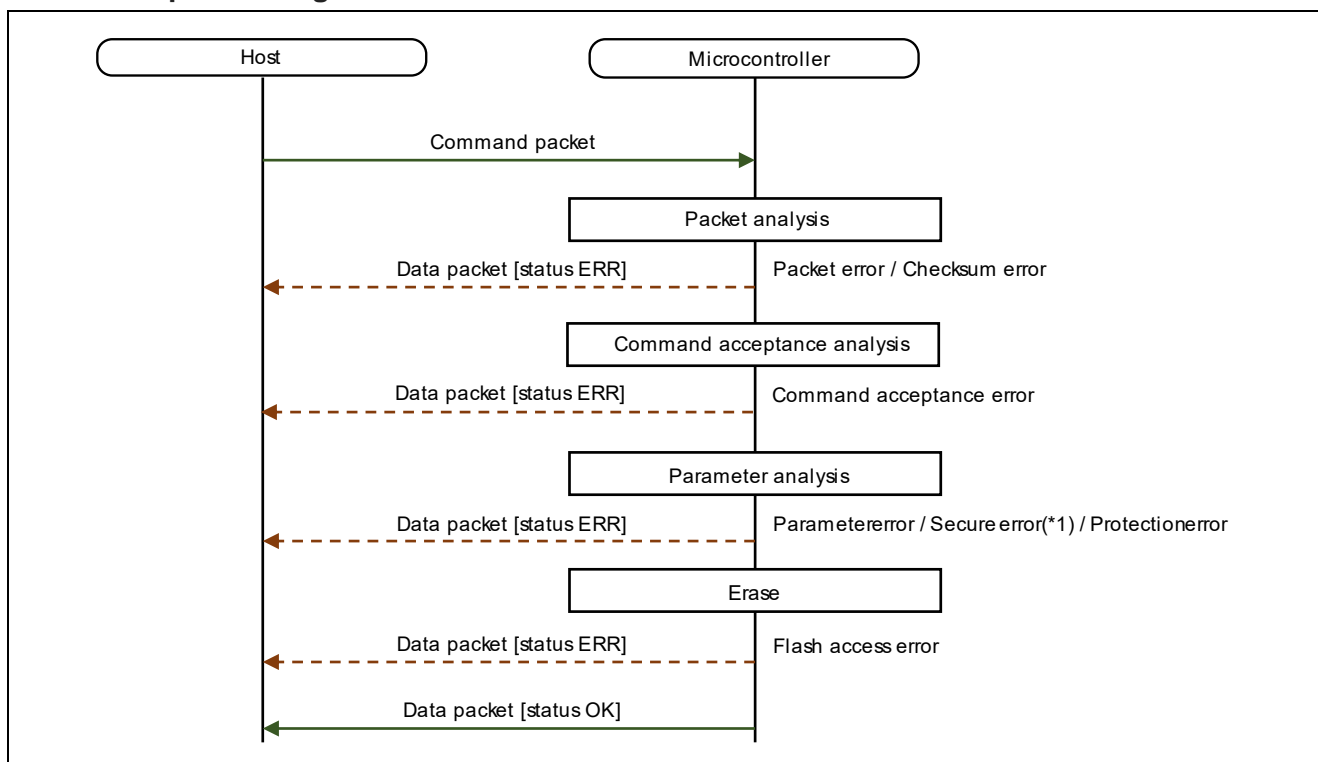 Host
Microcontroller
Command packet
Packet analysis
Data packet [status ERR]
Packet error / Checksum error
Command acceptance analysis
Data packet [status ERR]
Command acceptance error
Parameter analysis
Data packet [status ERR]
Parametererror / Secureerror(*1) / Protectionerror
Erase
Data packet [status ERR]
Flash access error
Data packet [status OK]